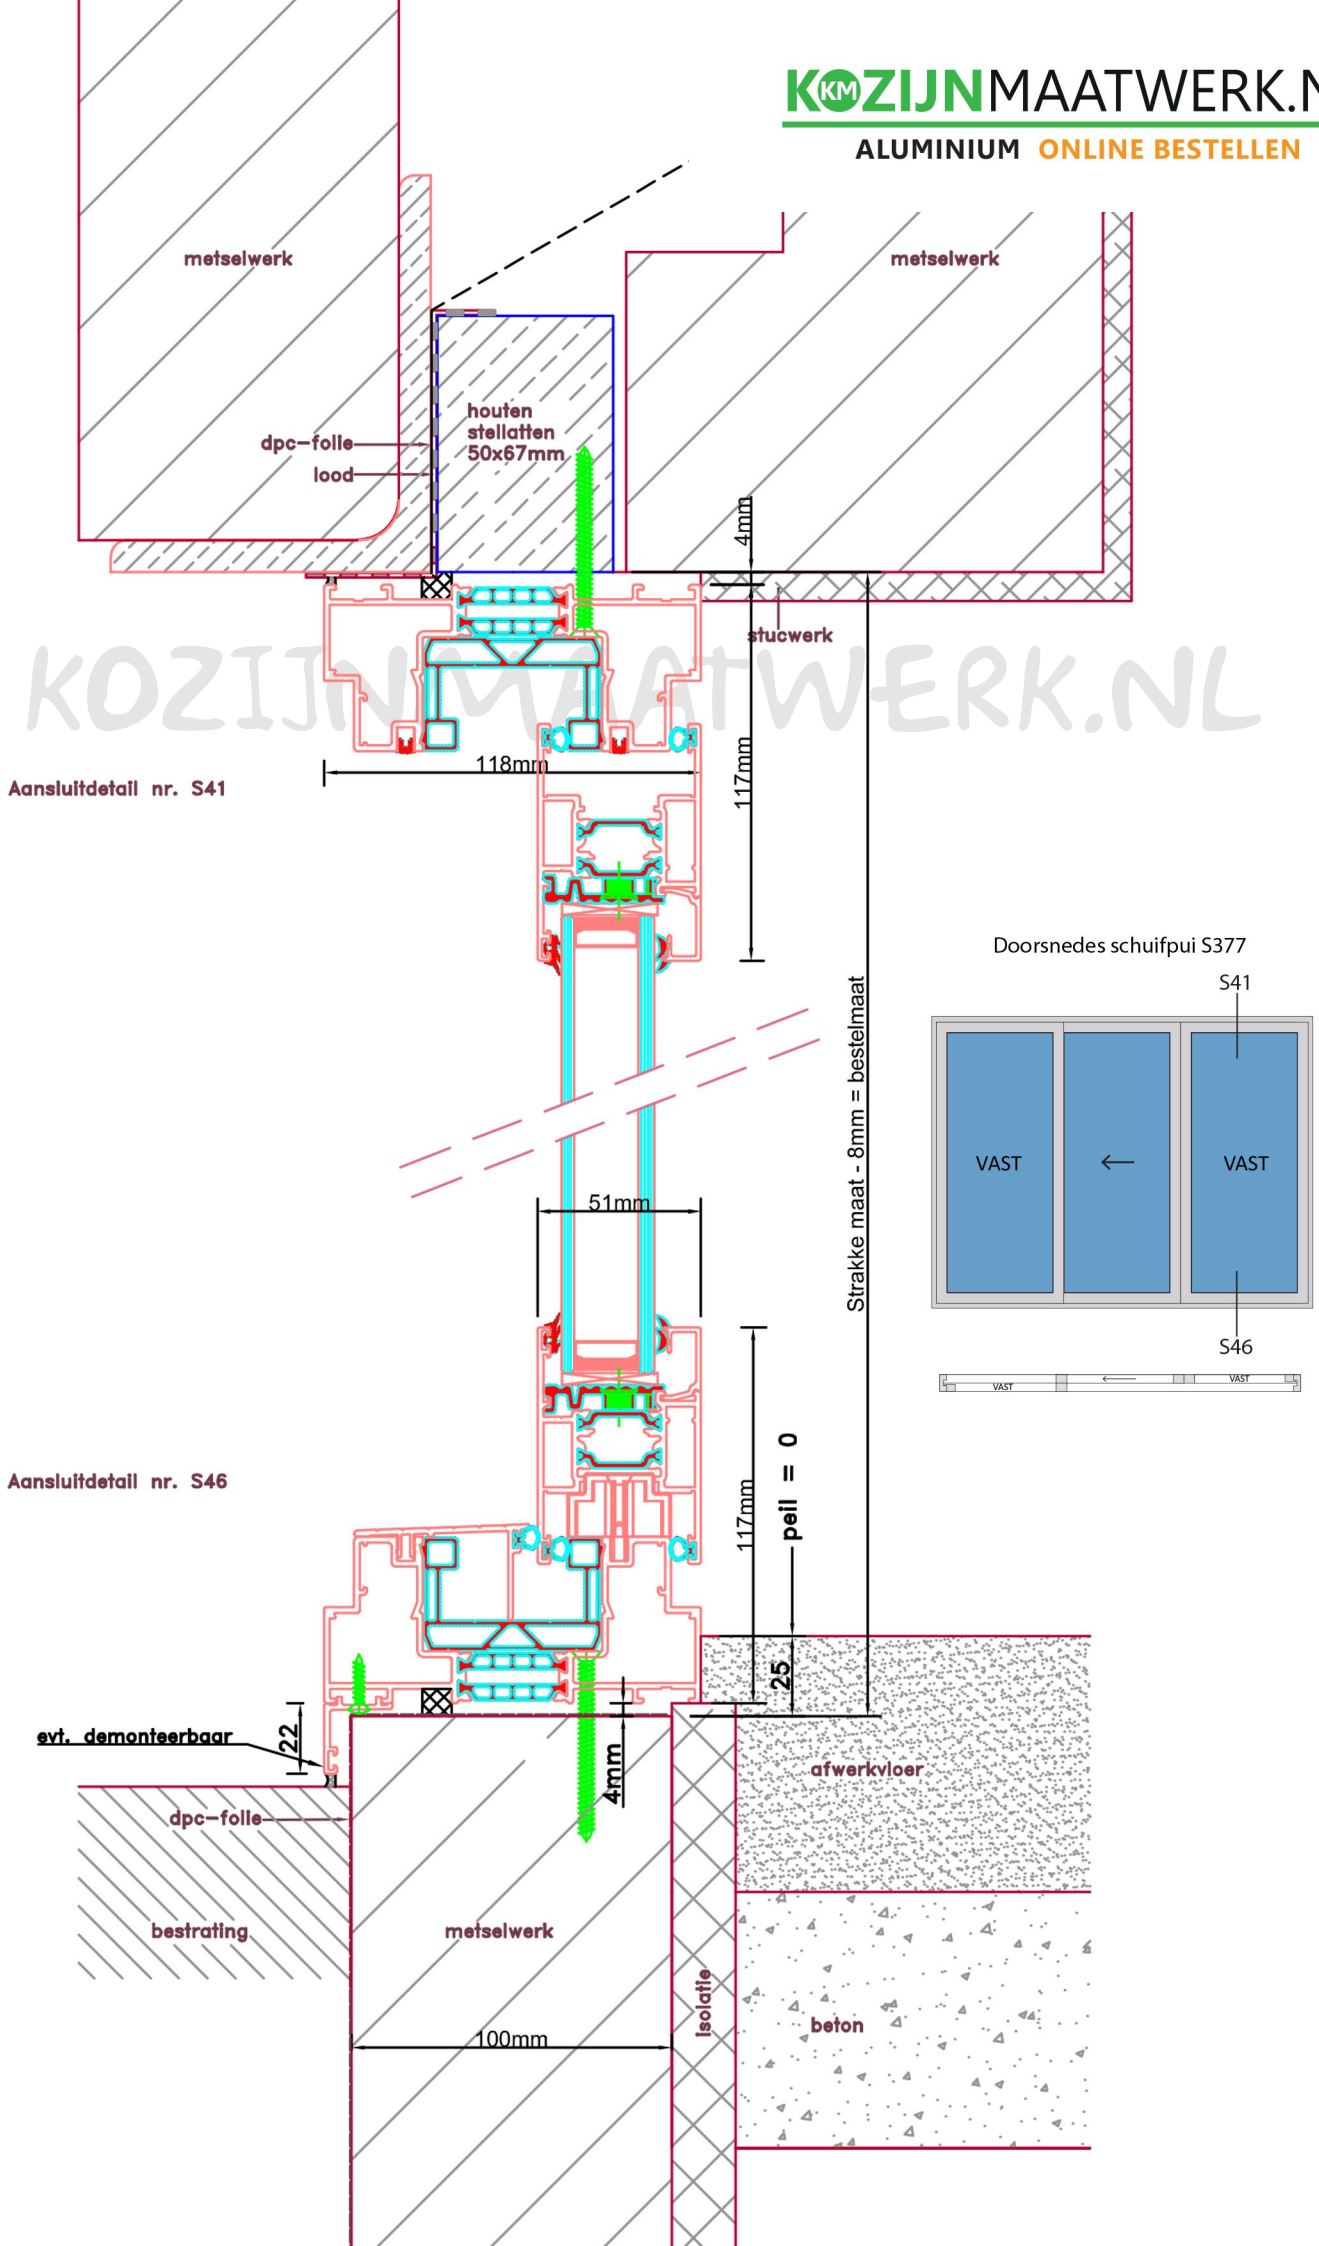 KOZIJNMAATWERK.N
KM
ALUMINIUM ONLINE BESTELLEN
metselwerk
metselwerk
houten
stellatten
50x67mm
dpc-folie
lood
4mm
stucwerk
KOZIJNMAATWERK.NL
118mm
117mm
Aansluitdetail nr. S41
Doorsnedes schuifpui S377
S41
Strakke maat - 8mm = bestelmaat
VAST
←
VAST
51mm
S46
VAST
←
VAST
peil = 0
Aansluitdetail nr. S46
117mm
25
22
evt. demonteerbaar
4mm
afwerkvloer
dpc-folie
bestrating
metselwerk
isolatie
beton
100mm